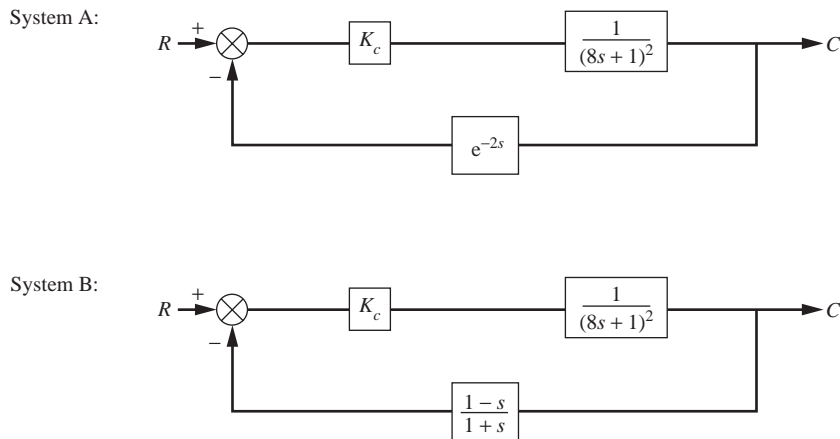 System A:
R + − K_c 1/(8s + 1)^2 C
e^{−2s}
System B:
R + − K_c 1/(8s + 1)^2 C
(1 − s)/(1 + s)